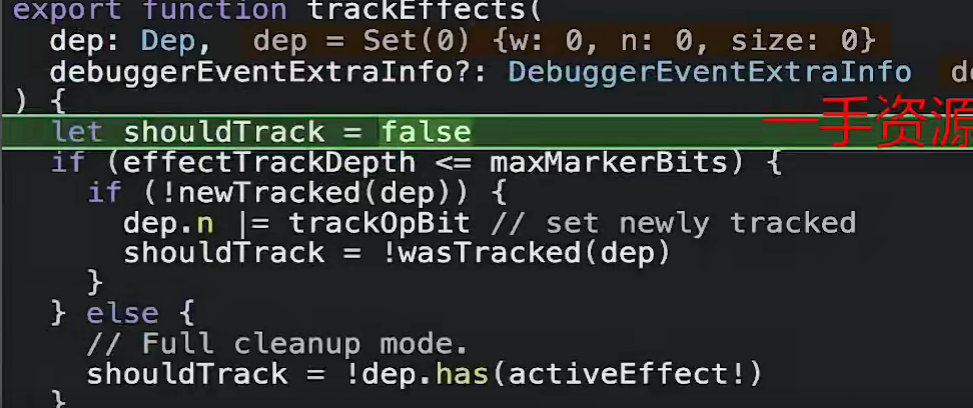 export function trackEffects(
dep: Dep, dep = Set(0) {w: 0, n: 0, size: 0}
debuggerEventExtraInfo?: DebuggerEventExtraInfo de
) {
let shouldTrack = false 一手资源
if (effectTrackDepth <= maxMarkerBits) {
if (!newTracked(dep)) {
dep.n |= trackOpBit // set newly tracked
shouldTrack = !wasTracked(dep)
}
} else {
// Full cleanup mode.
shouldTrack = !dep.has(activeEffect!)
}